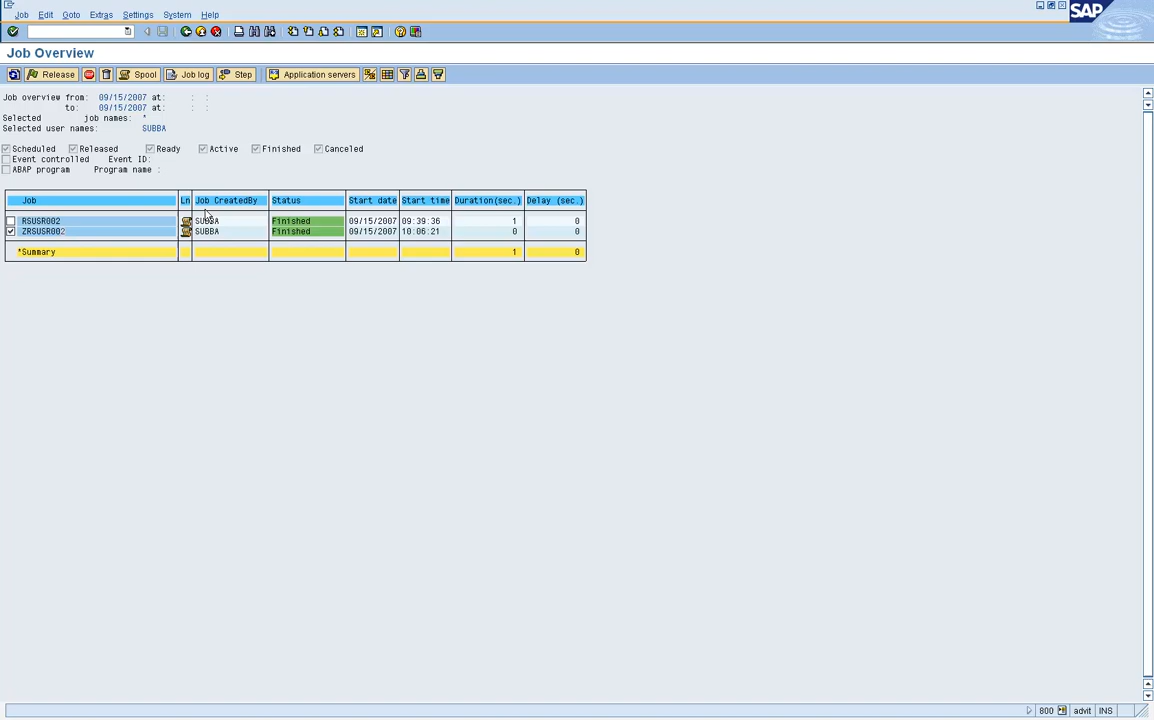 Job Edit Goto Extras Settings System Help
SAP
Job Overview
Release Spool Job log Step Application servers
Job overview from: 09/15/2007 at: : :
to: 09/15/2007 at: : :
Selected job names: *
Selected user names: SUBBA
Scheduled Released Ready Active Finished Canceled
Event controlled Event ID:
ABAP program Program name :
Job Ln Job CreatedBy Status Start date Start time Duration(sec.) Delay (sec.)
RSUSR002 SUBBA Finished 09/15/2007 09:39:36 1 0
ZRSUSR002 SUBBA Finished 09/15/2007 10:06:21 0 0
*Summary 1 0
800 advit INS